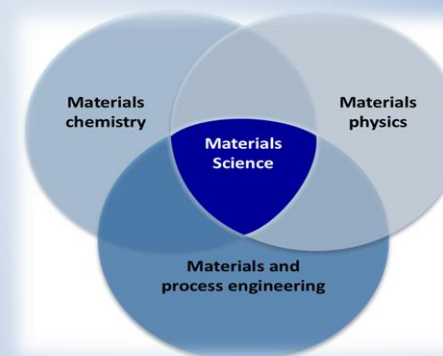 Materials
chemistry
Materials
physics
Materials
Science
Materials and
process engineering